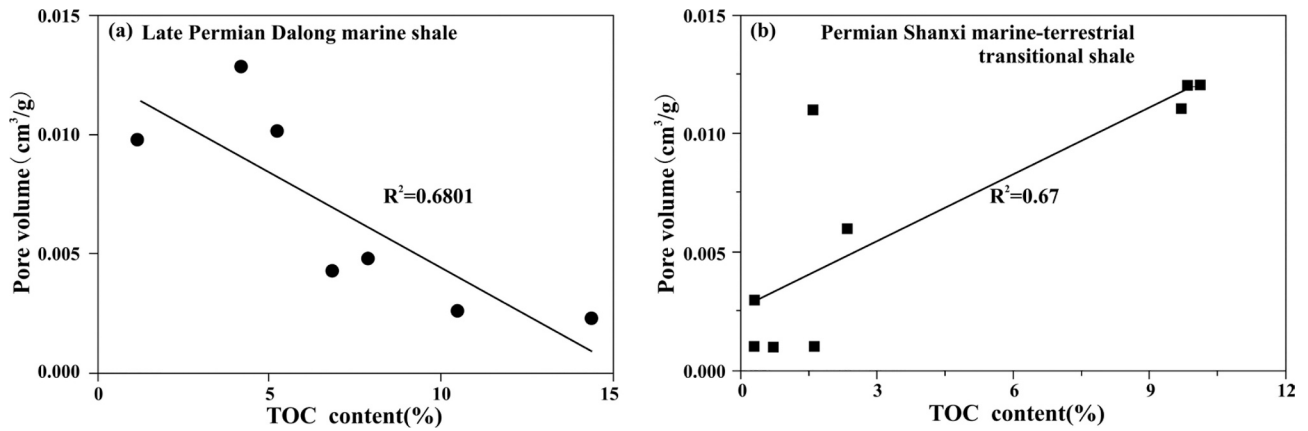 (a) Late Permian Dalong marine shale
0.015
0.010
0.005
0.000
Pore volume（cm³/g）
R²=0.6801
0
5
10
15
TOC content(%)
(b) Permian Shanxi marine-terrestrial
transitional shale
0.015
0.010
0.005
0.000
Pore volume（cm³/g）
R²=0.67
0
3
6
9
12
TOC content(%)